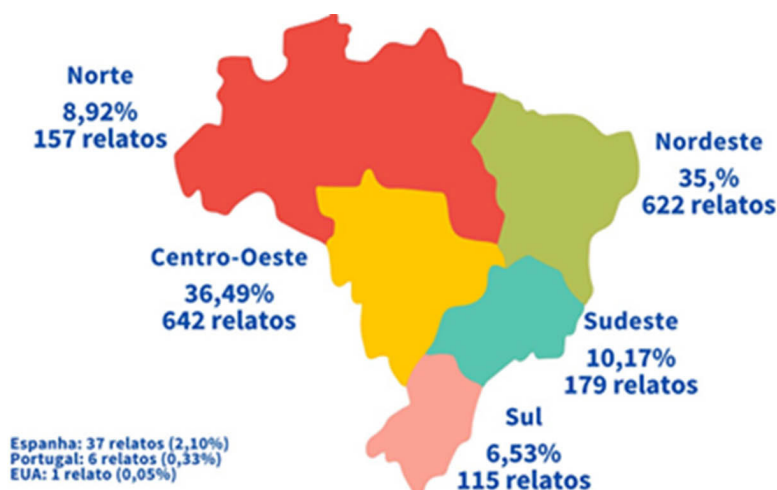 Norte
8,92%
157 relatos
Nordeste
35,%
622 relatos
Centro-Oeste
36,49%
642 relatos
Sudeste
10,17%
179 relatos
Sul
6,53%
115 relatos
Espanha: 37 relatos (2,10%)
Portugal: 6 relatos (0,33%)
EUA: 1 relato (0,05%)